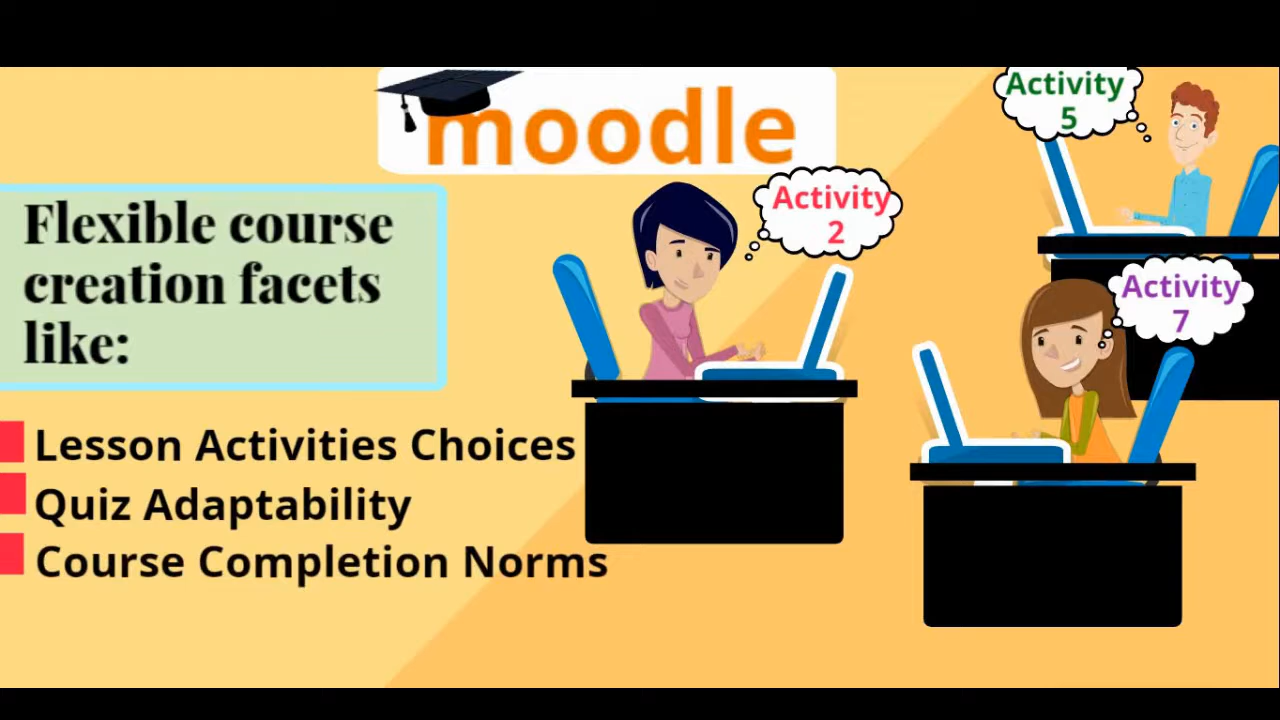 moodle
Flexible course
creation facets
like:
Lesson Activities Choices
Quiz Adaptability
Course Completion Norms
Activity
2
Activity
5
Activity
7